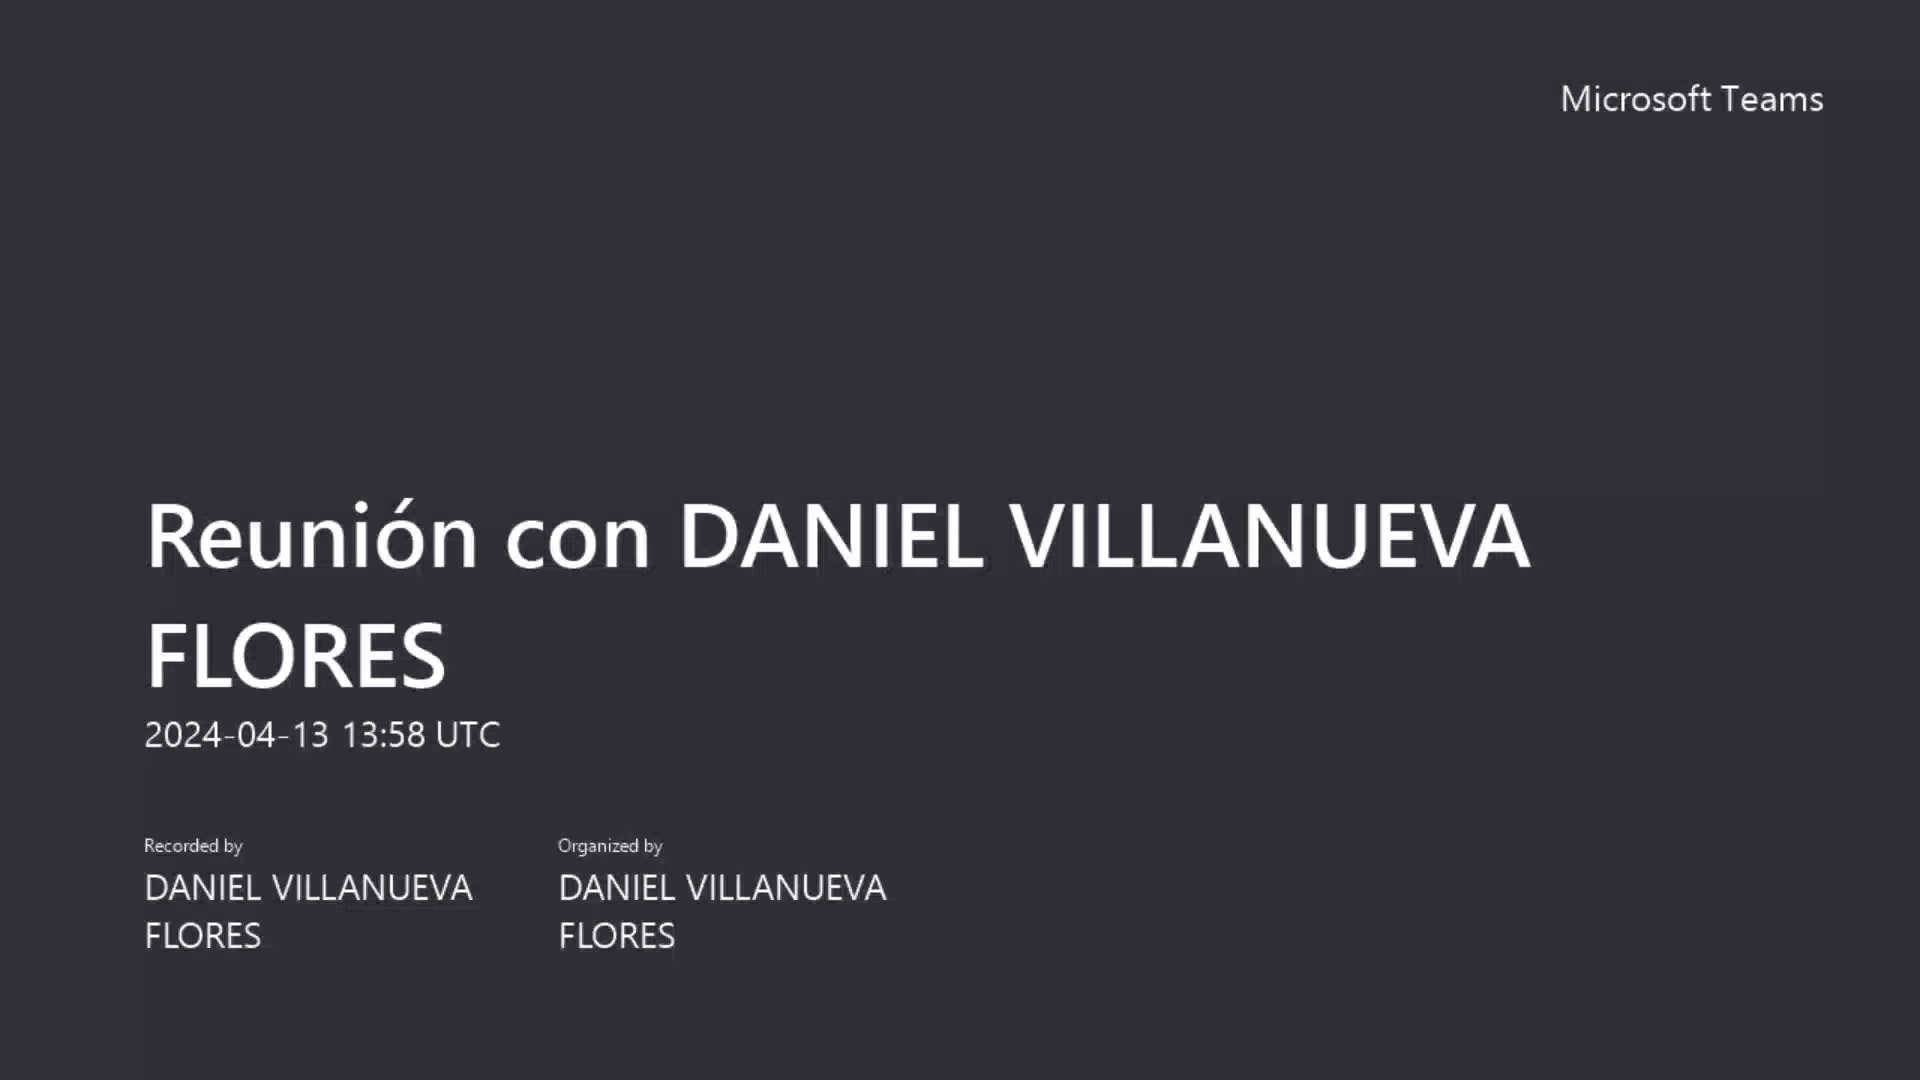 Microsoft Teams
Reunión con DANIEL VILLANUEVA
FLORES
2024-04-13 13:58 UTC
Recorded by
DANIEL VILLANUEVA
FLORES
Organized by
DANIEL VILLANUEVA
FLORES